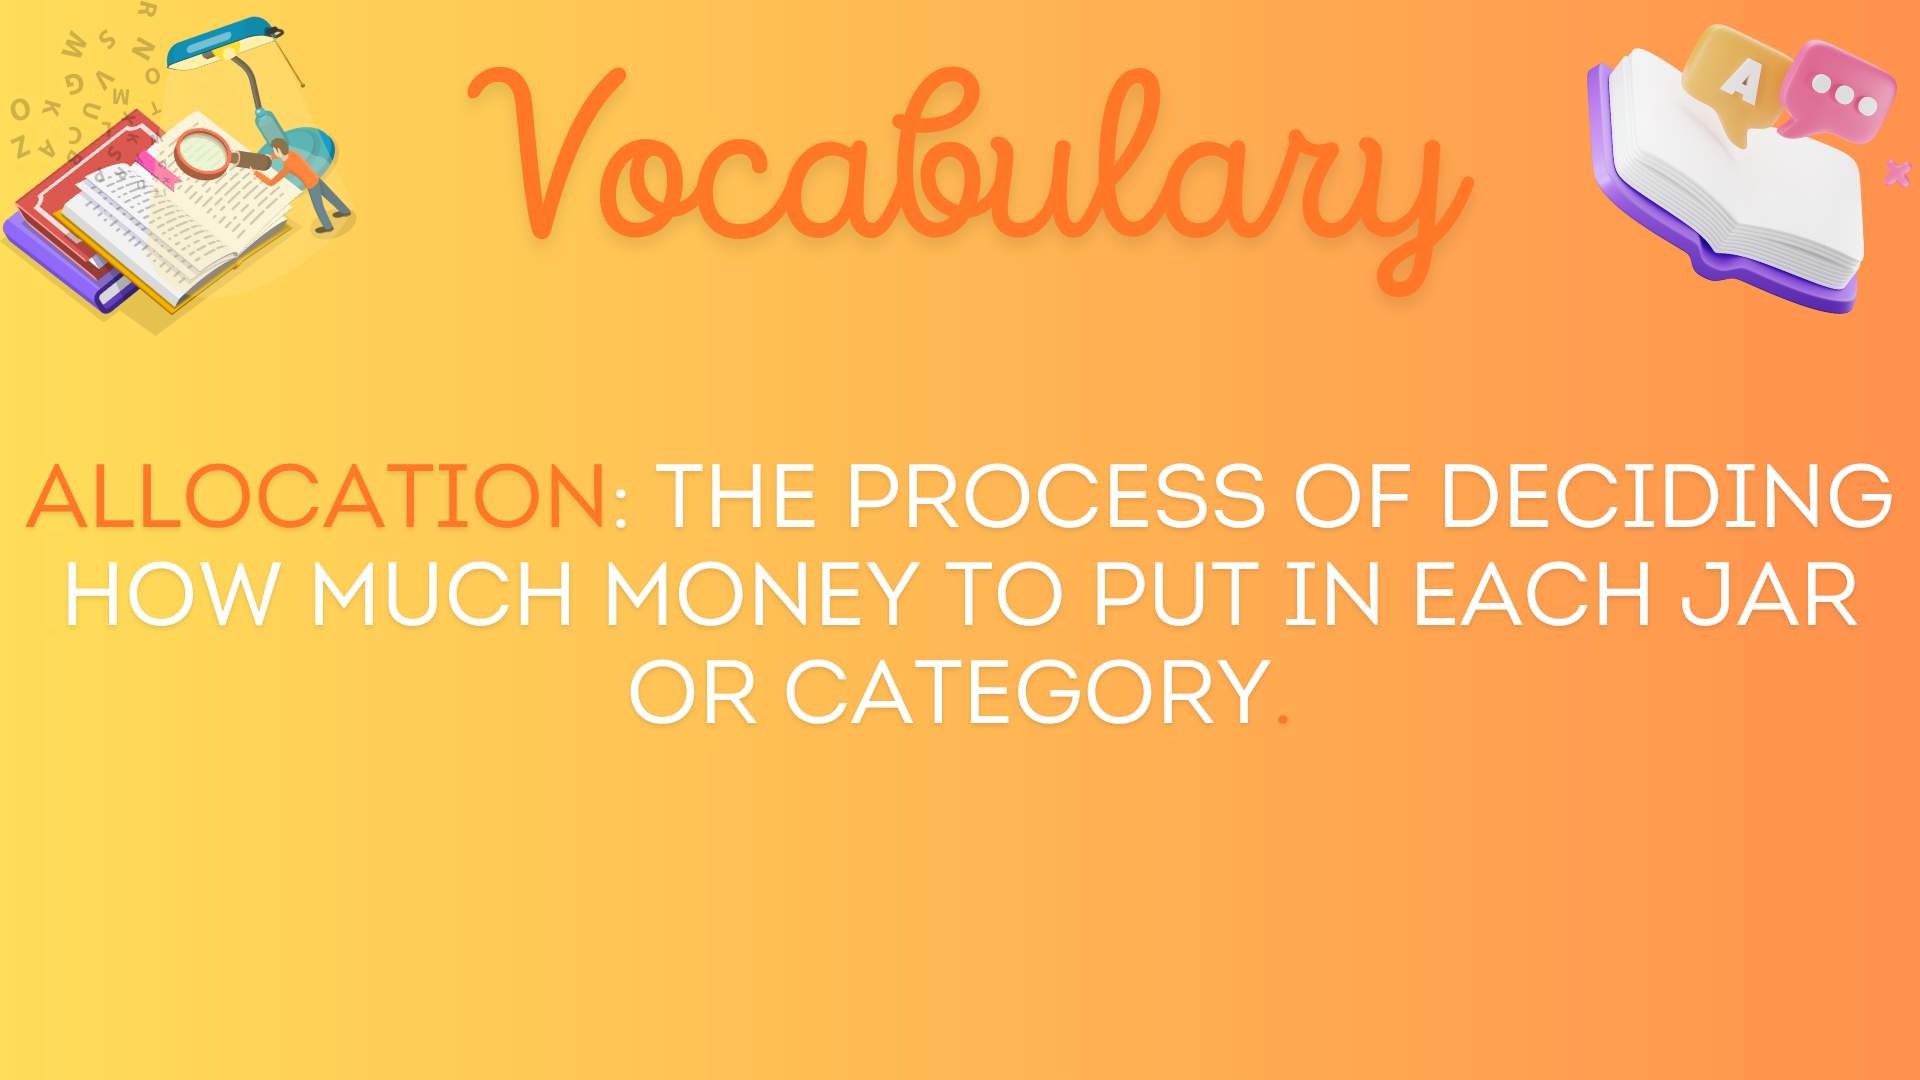 Vocabulary
ALLOCATION: THE PROCESS OF DECIDING
HOW MUCH MONEY TO PUT IN EACH JAR
OR CATEGORY.